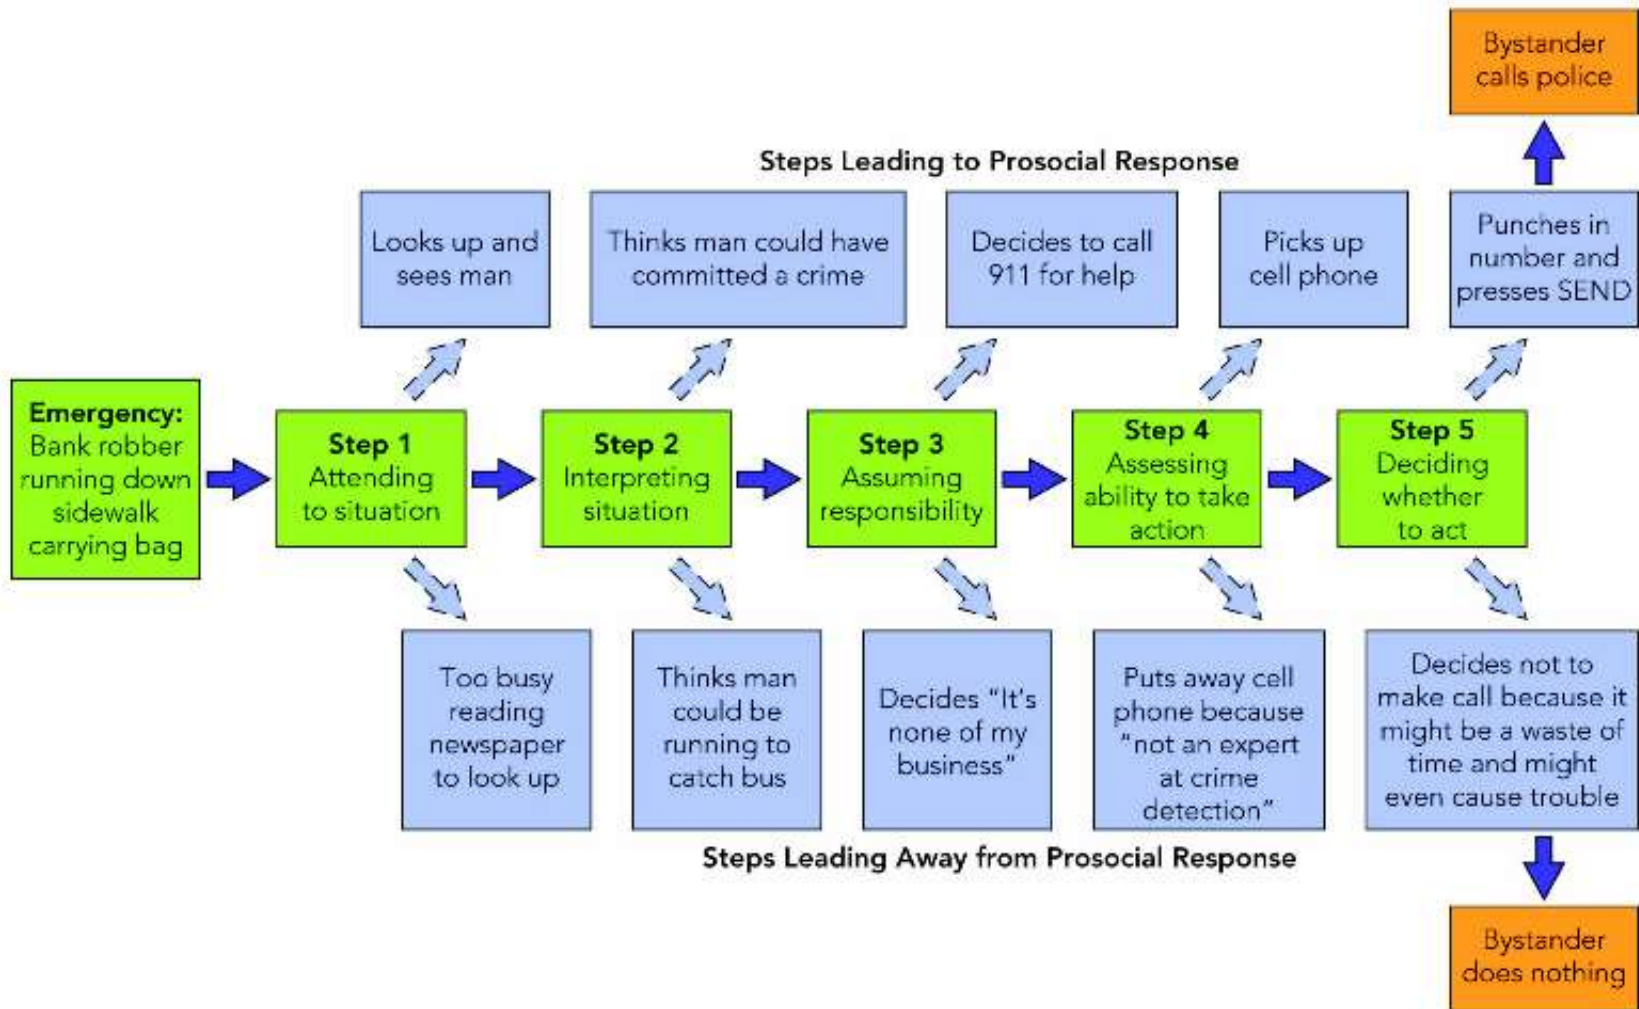 Bystander
calls police
Steps Leading to Prosocial Response
Looks up and
sees man
Thinks man could have
committed a crime
Decides to call
911 for help
Picks up
cell phone
Punches in
number and
presses SEND
Emergency:
Bank robber
running down
sidewalk
carrying bag
Step 1
Attending
to situation
Step 2
Interpreting
situation
Step 3
Assuming
responsibility
Step 4
Assessing
ability to take
action
Step 5
Deciding
whether
to act
Too busy
reading
newspaper
to look up
Thinks man
could be
running to
catch bus
Decides “It's
none of my
business”
Puts away cell
phone because
“not an expert
at crime
detection”
Decides not to
make call because it
might be a waste of
time and might
even cause trouble
Steps Leading Away from Prosocial Response
Bystander
does nothing